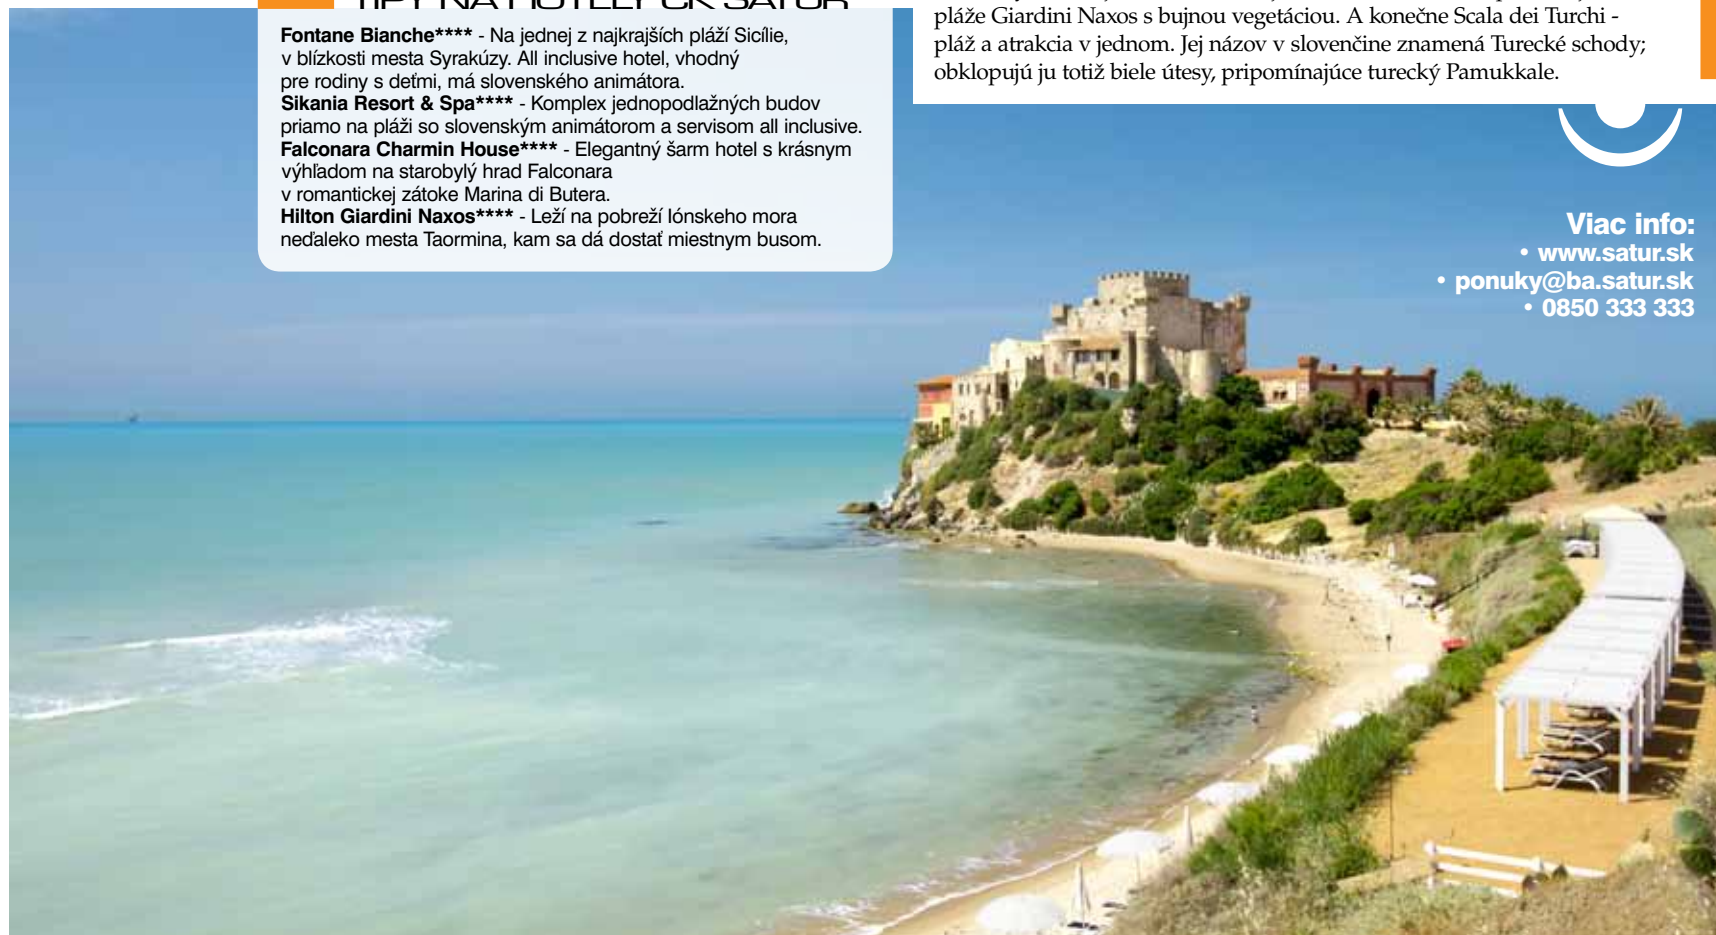 TIPY NA HOTELY CK SATUR
Fontane Bianche**** - Na jednej z najkrajších pláží Sicílie,
v blízkosti mesta Syrakúzy. All inclusive hotel, vhodný
pre rodiny s deťmi, má slovenského animátora.
Sikania Resort & Spa**** - Komplex jednopodlažných budov
priamo na pláži so slovenským animátorom a servisom all inclusive.
Falconara Charmin House**** - Elegantný šarm hotel s krásnym
výhľadom na starobylý hrad Falconara
v romantickej zátoke Marina di Butera.
Hilton Giardini Naxos**** - Leží na pobreží Iónskeho mora
neďaleko mesta Taormina, kam sa dá dostať miestnym busom.
pláže Giardini Naxos s bujnou vegetáciou. A konečne Scala dei Turchi -
pláž a atrakcia v jednom. Jej názov v slovenčine znamená Turecké schody;
obklopujú ju totiž biele útesy, pripomínajúce turecký Pamukkale.
Viac info:
• www.satur.sk
• ponuky@ba.satur.sk
• 0850 333 333